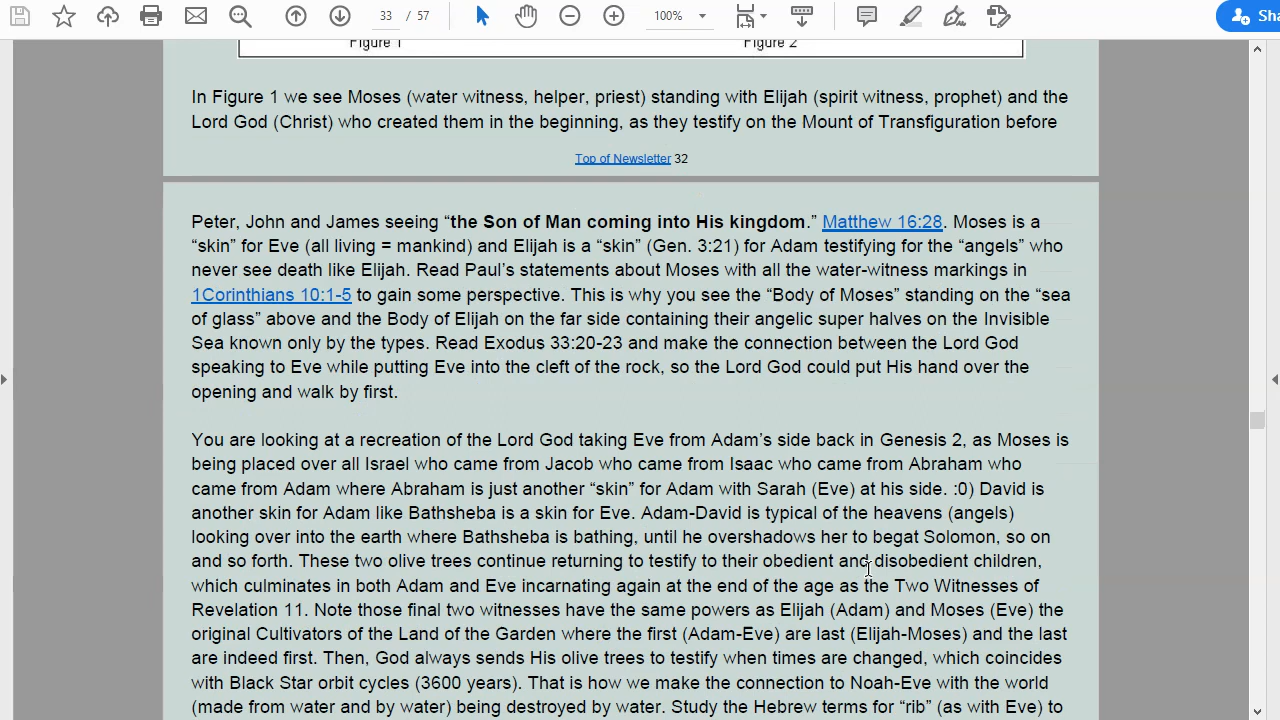 33 / 57
100%
Sha
Figure 1 Figure 2
In Figure 1 we see Moses (water witness, helper, priest) standing with Elijah (spirit witness, prophet) and the
Lord God (Christ) who created them in the beginning, as they testify on the Mount of Transfiguration before
Top of Newsletter 32
Peter, John and James seeing “the Son of Man coming into His kingdom.” Matthew 16:28. Moses is a
“skin” for Eve (all living = mankind) and Elijah is a “skin” (Gen. 3:21) for Adam testifying for the “angels” who
never see death like Elijah. Read Paul’s statements about Moses with all the water-witness markings in
1Corinthians 10:1-5 to gain some perspective. This is why you see the “Body of Moses” standing on the “sea
of glass” above and the Body of Elijah on the far side containing their angelic super halves on the Invisible
Sea known only by the types. Read Exodus 33:20-23 and make the connection between the Lord God
speaking to Eve while putting Eve into the cleft of the rock, so the Lord God could put His hand over the
opening and walk by first.
You are looking at a recreation of the Lord God taking Eve from Adam’s side back in Genesis 2, as Moses is
being placed over all Israel who came from Jacob who came from Isaac who came from Abraham who
came from Adam where Abraham is just another “skin” for Adam with Sarah (Eve) at his side. :0) David is
another skin for Adam like Bathsheba is a skin for Eve. Adam-David is typical of the heavens (angels)
looking over into the earth where Bathsheba is bathing, until he overshadows her to begat Solomon, so on
and so forth. These two olive trees continue returning to testify to their obedient and disobedient children,
which culminates in both Adam and Eve incarnating again at the end of the age as the Two Witnesses of
Revelation 11. Note those final two witnesses have the same powers as Elijah (Adam) and Moses (Eve) the
original Cultivators of the Land of the Garden where the first (Adam-Eve) are last (Elijah-Moses) and the last
are indeed first. Then, God always sends His olive trees to testify when times are changed, which coincides
with Black Star orbit cycles (3600 years). That is how we make the connection to Noah-Eve with the world
(made from water and by water) being destroyed by water. Study the Hebrew terms for “rib” (as with Eve) to